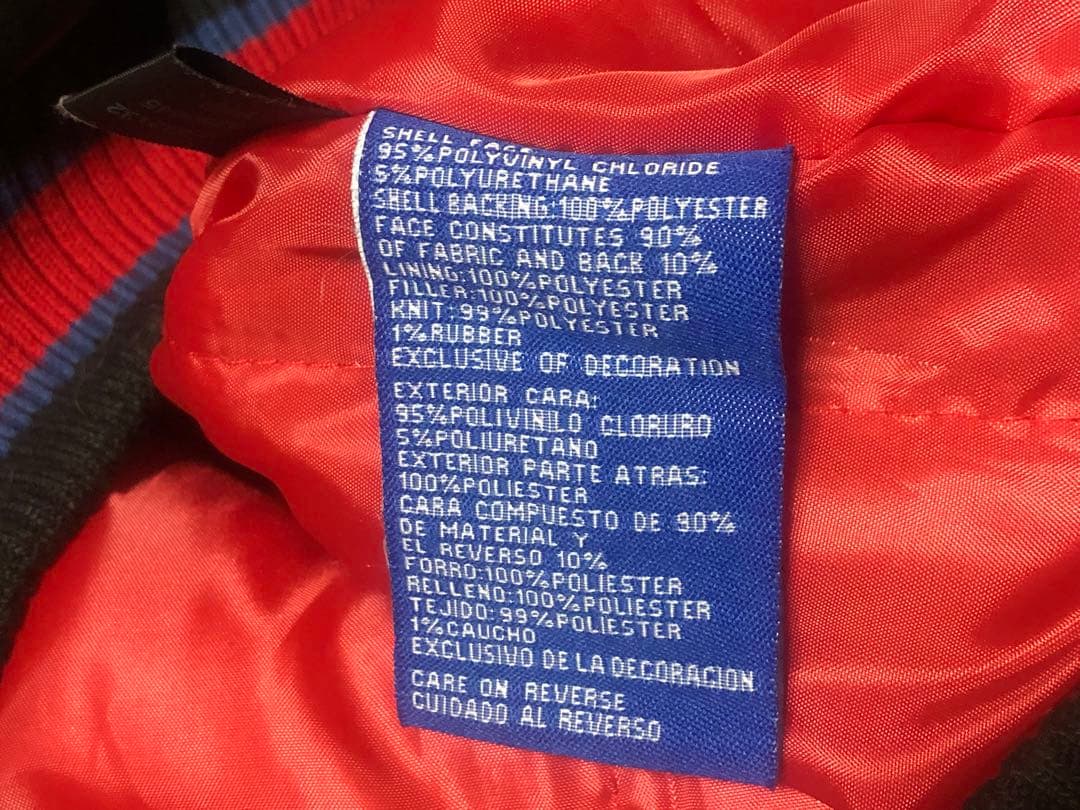 SHELL FACE
95%POLYVINYL CHLORIDE
5%POLYURETHANE
SHELL BACKING:100%POLYESTER
FACE CONSTITUTES 90%
OF FABRIC AND BACK 10%
LINING:100%POLYESTER
FILLER:100%POLYESTER
KNIT:99%POLYESTER
1%RUBBER
EXCLUSIVE OF DECORATION
EXTERIOR CARA:
95%POLIVINILO CLORURO
5%POLIURETANO
EXTERIOR PARTE ATRAS:
100%POLIESTER
CARA COMPUESTO DE 90%
DE MATERIAL Y
EL REVERSO 10%
FORRO:100%POLIESTER
RELLENO:100%POLIESTER
TEJIDO:99%POLIESTER
1%CAUCHO
EXCLUSIVO DE LA DECORACION
CARE ON REVERSE
CUIDADO AL REVERSO